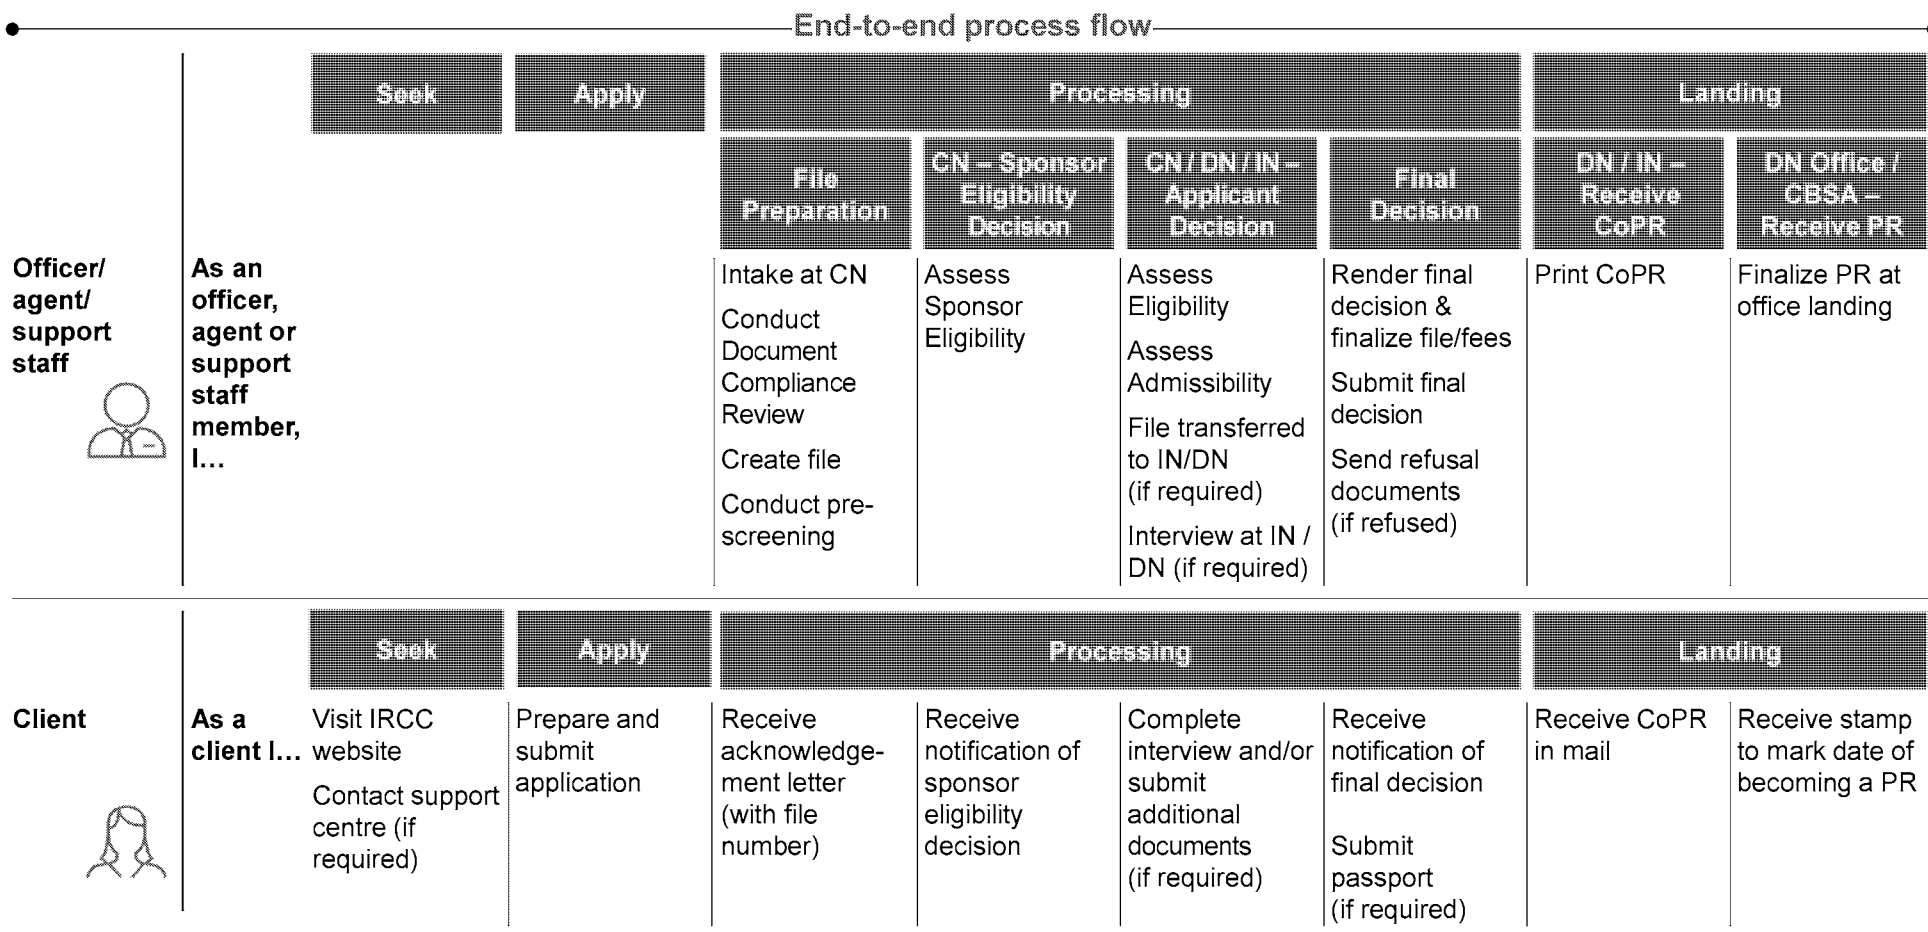 End-to-end process flow
Seek
Apply
Processing
Landing
File
Preparation
CN – Sponsor
Eligibility
Decision
CN / DN / IN –
Applicant
Decision
Final
Decision
DN / IN –
Receive
CoPR
DN Office /
CBSA –
Receive PR
Officer/
agent/
support
staff
As an
officer,
agent or
support
staff
member,
I...
Intake at CN
Conduct
Document
Compliance
Review
Create file
Conduct pre-
screening
Assess
Sponsor
Eligibility
Assess
Eligibility
Assess
Admissibility
File transferred
to IN/DN
(if required)
Interview at IN /
DN (if required)
Render final
decision &
finalize file/fees
Submit final
decision
Send refusal
documents
(if refused)
Print CoPR
Finalize PR at
office landing
Seek
Apply
Processing
Landing
Client
As a
client I...
Visit IRCC
website
Contact support
centre (if
required)
Prepare and
submit
application
Receive
acknowledge-
ment letter
(with file
number)
Receive
notification of
sponsor
eligibility
decision
Complete
interview and/or
submit
additional
documents
(if required)
Receive
notification of
final decision
Submit
passport
(if required)
Receive CoPR
in mail
Receive stamp
to mark date of
becoming a PR